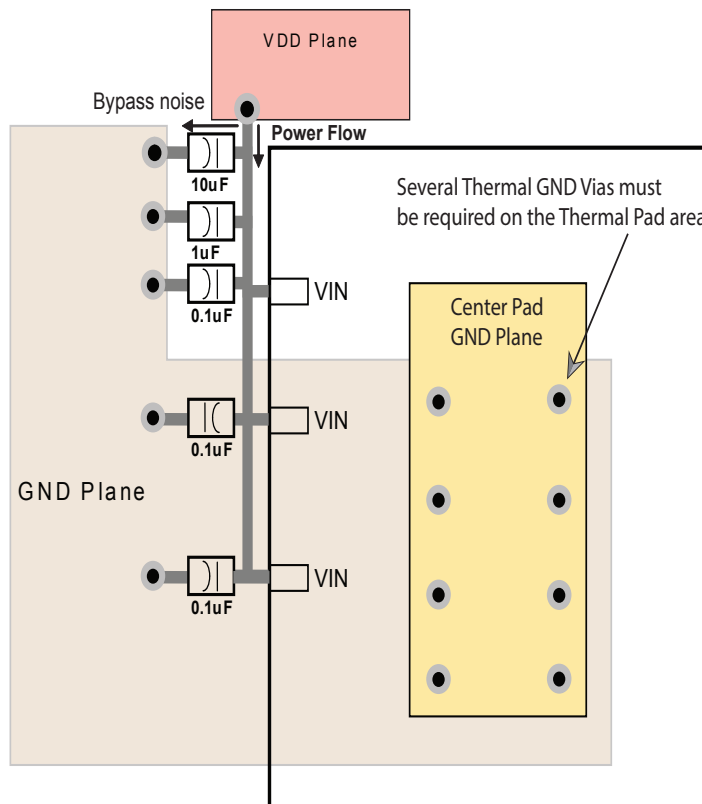 VDD Plane
Bypass noise
Power Flow
10uF
Several Thermal GND Vias must
be required on the Thermal Pad area
1uF
VIN
0.1uF
Center Pad
GND Plane
VIN
0.1uF
GND Plane
VIN
0.1uF